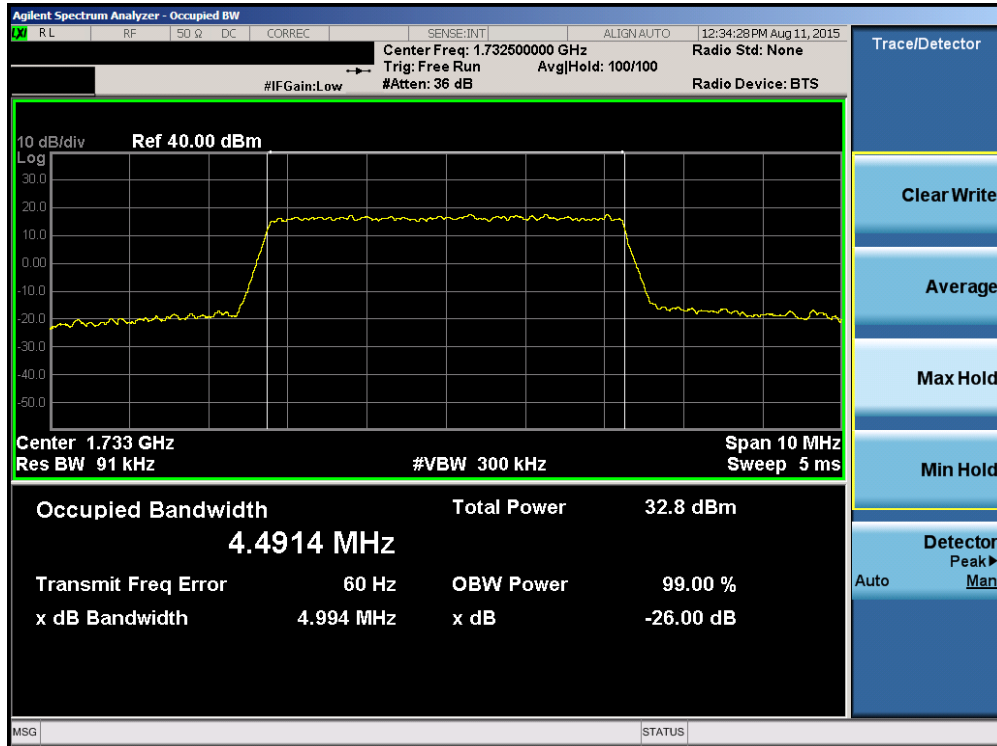 Agilent Spectrum Analyzer - Occupied BW
LXI RL RF 50 Ω DC CORREC SENSE:INT ALIGN AUTO 12:34:28 PM Aug 11, 2015
Center Freq: 1.732500000 GHz Radio Std: None
Trig: Free Run Avg|Hold: 100/100
#IFGain:Low #Atten: 36 dB Radio Device: BTS
Trace/Detector
10 dB/div Ref 40.00 dBm
Log
30.0
20.0
10.0
0.00
-10.0
-20.0
-30.0
-40.0
-50.0
Center 1.733 GHz Span 10 MHz
Res BW 91 kHz #VBW 300 kHz Sweep 5 ms
Occupied Bandwidth Total Power 32.8 dBm
4.4914 MHz
Transmit Freq Error 60 Hz OBW Power 99.00 %
x dB Bandwidth 4.994 MHz x dB -26.00 dB
Clear Write
Average
Max Hold
Min Hold
Detector
Peak▶
Auto Man
MSG STATUS